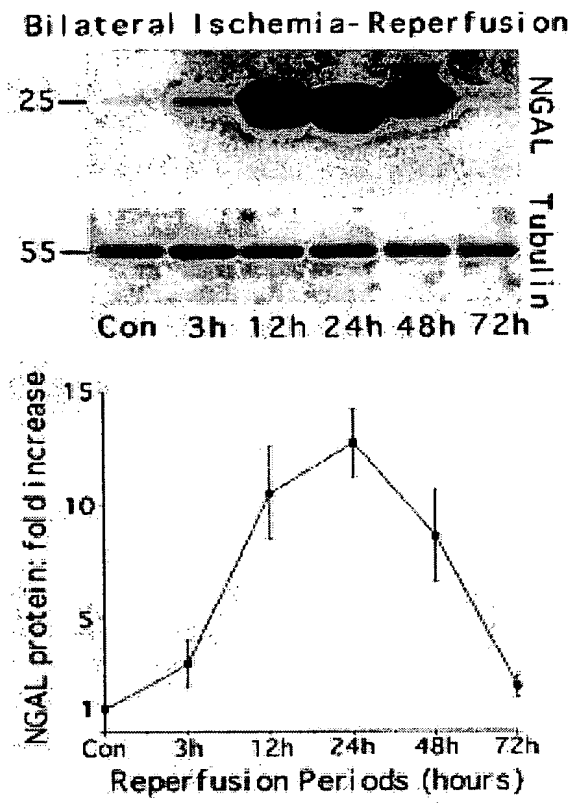 Bilateral Ischemia-Reperfusion
25
NGAL
55
Tubulin
Con 3h 12h 24h 48h 72h
NGAL protein: fold increase
15
10
5
1
Con 3h 12h 24h 48h 72h
Reperfusion Periods (hours)